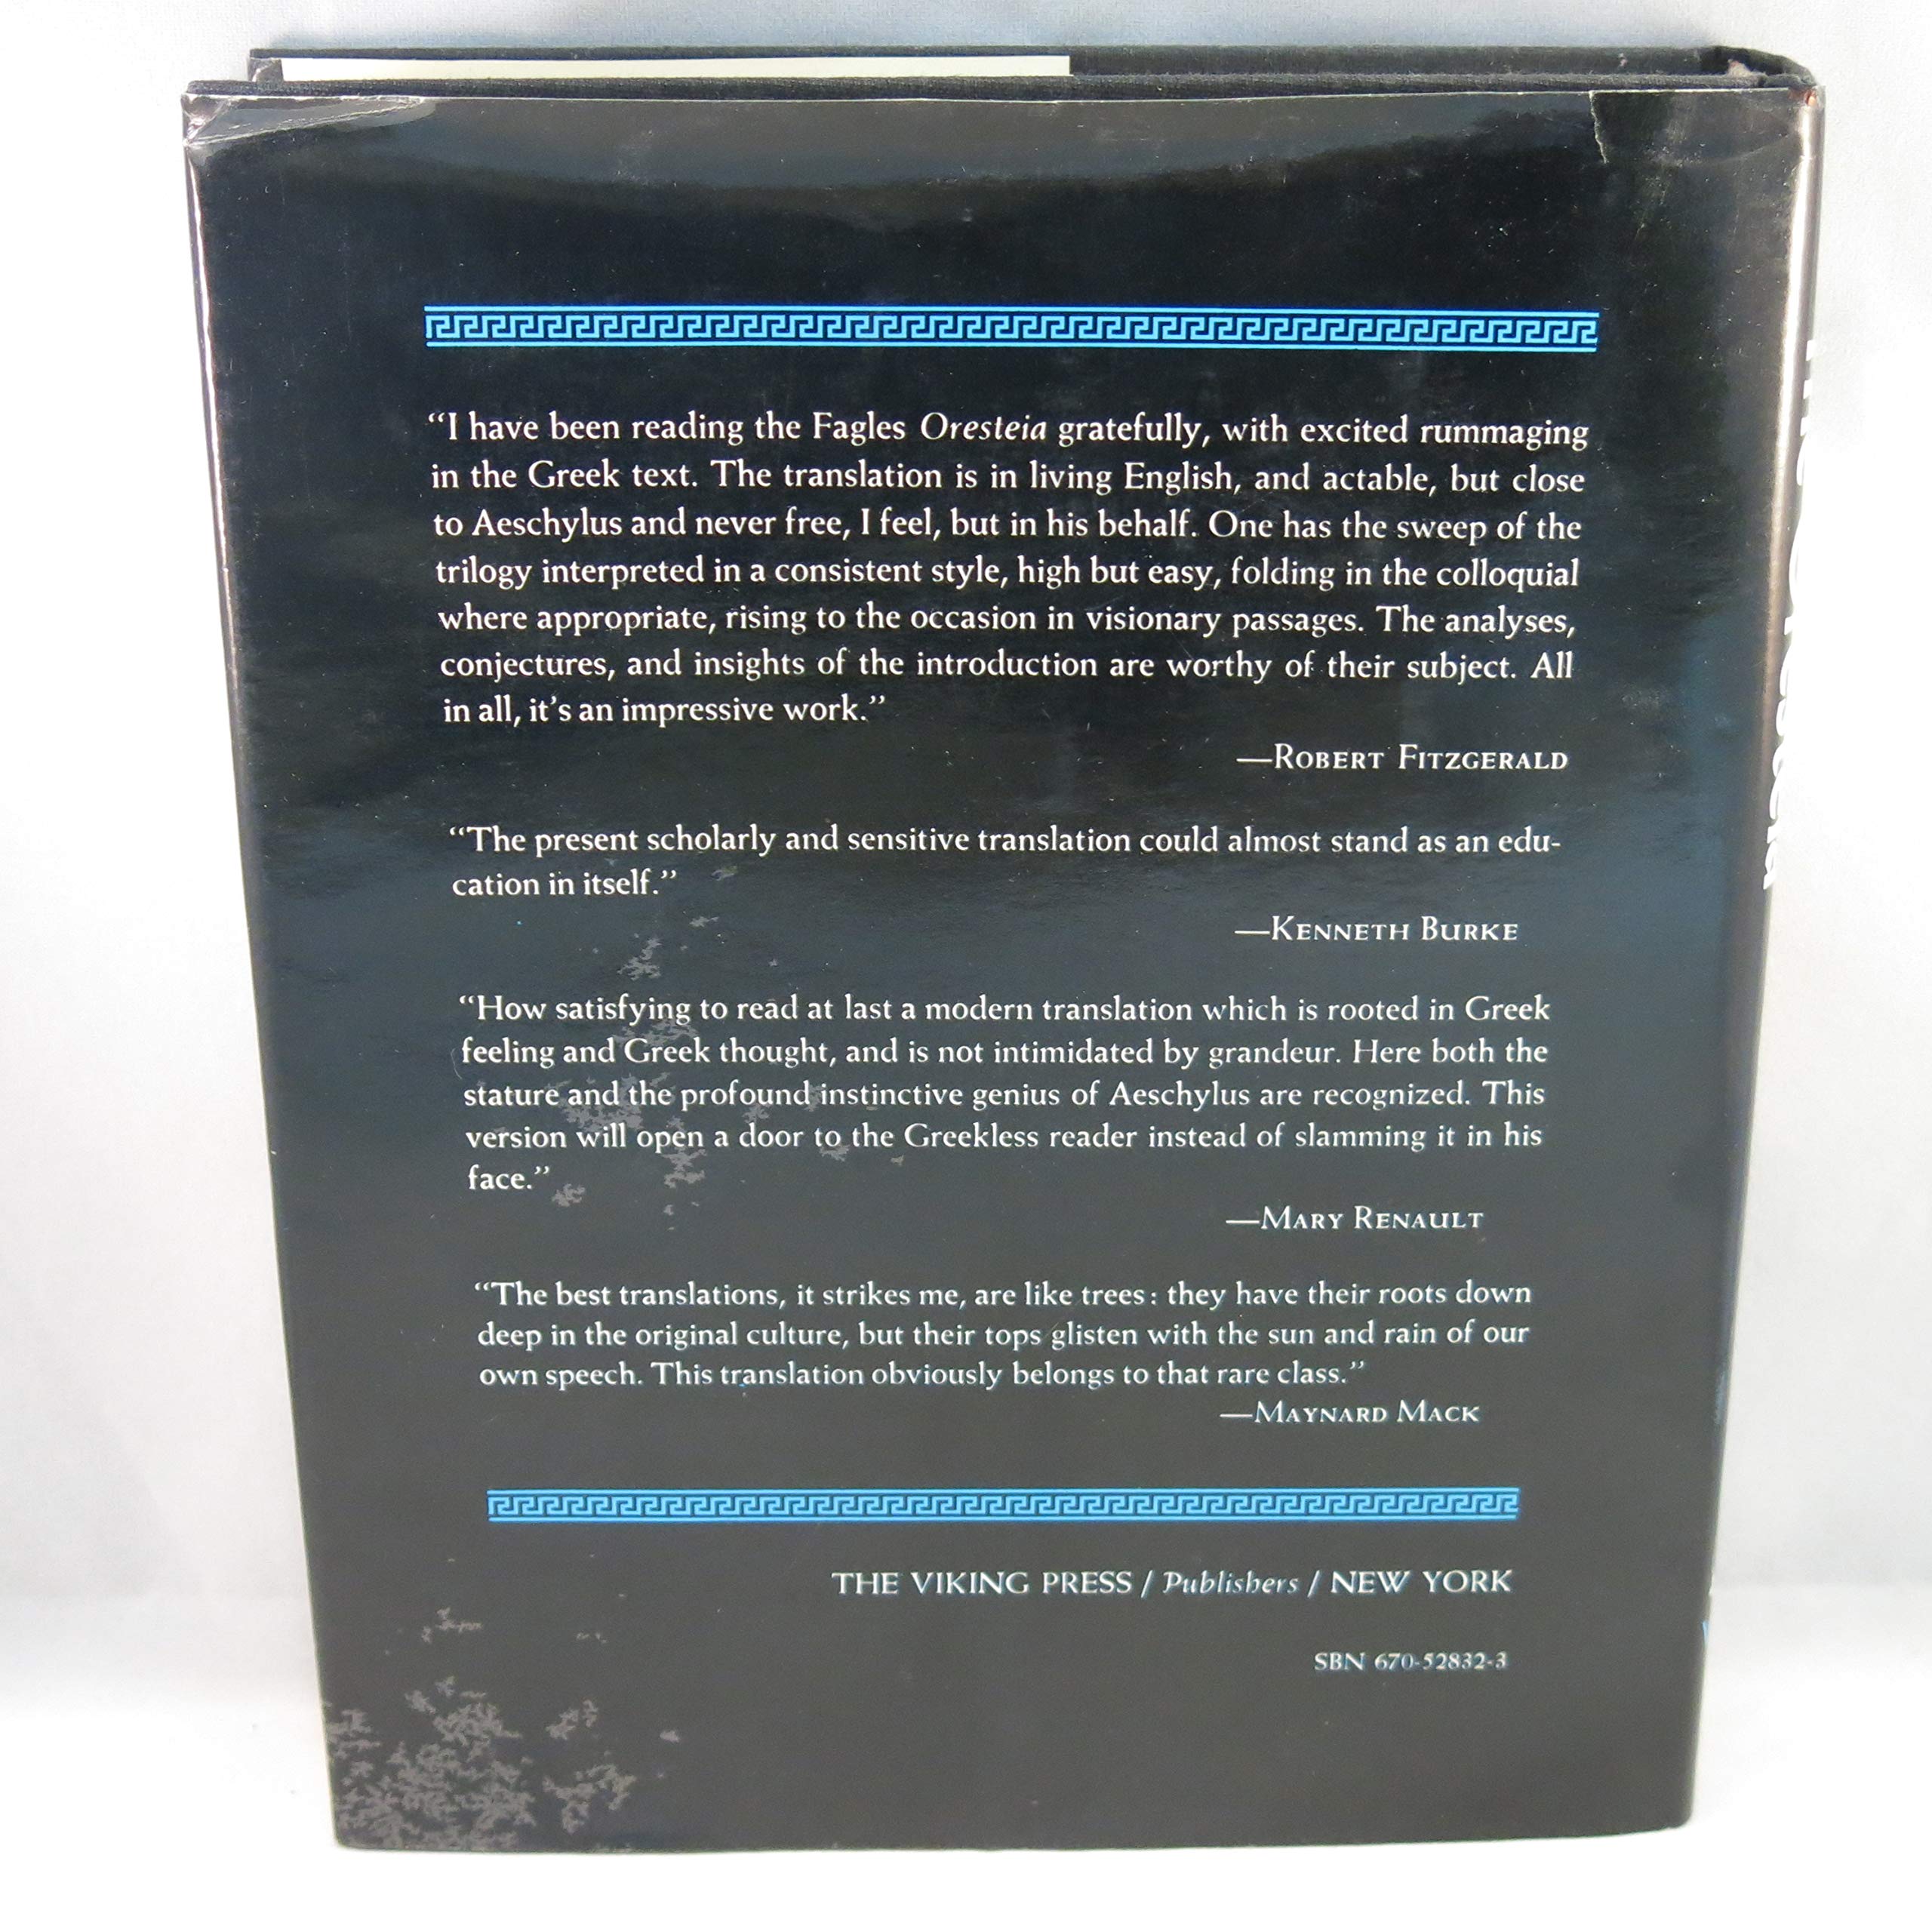 “I have been reading the Fagles Oresteia gratefully, with excited rummaging
in the Greek text. The translation is in living English, and actable, but close
to Aeschylus and never free, I feel, but in his behalf. One has the sweep of the
trilogy interpreted in a consistent style, high but easy, folding in the colloquial
where appropriate, rising to the occasion in visionary passages. The analyses,
conjectures, and insights of the introduction are worthy of their subject. All
in all, it’s an impressive work.”
—ROBERT FITZGERALD
“The present scholarly and sensitive translation could almost stand as an edu-
cation in itself.”
—KENNETH BURKE
“How satisfying to read at last a modern translation which is rooted in Greek
feeling and Greek thought, and is not intimidated by grandeur. Here both the
stature and the profound instinctive genius of Aeschylus are recognized. This
version will open a door to the Greekless reader instead of slamming it in his
face.”
—MARY RENAULT
“The best translations, it strikes me, are like trees: they have their roots down
deep in the original culture, but their tops glisten with the sun and rain of our
own speech. This translation obviously belongs to that rare class.”
—MAYNARD MACK
THE VIKING PRESS / Publishers / NEW YORK
SBN 670-52832-3